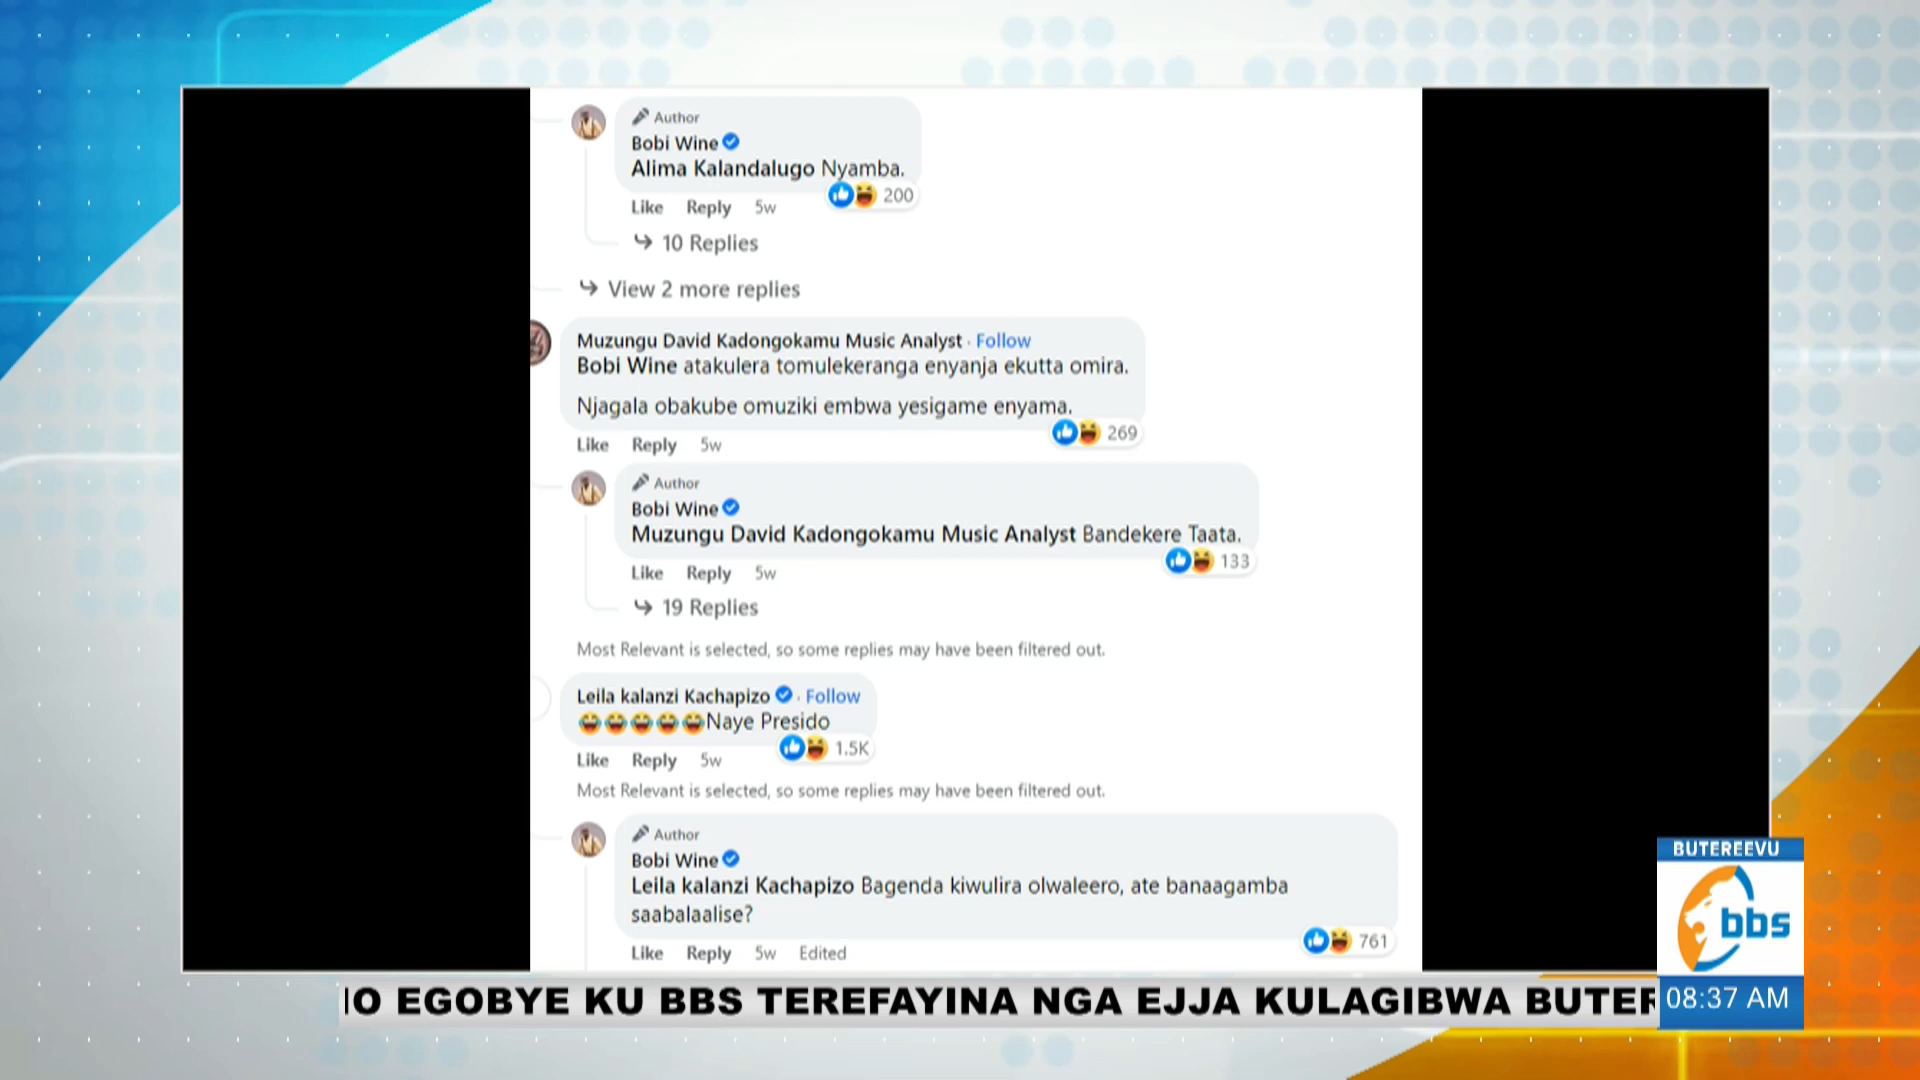 Author
Bobi Wine
Alima Kalandalugo Nyamba.
200
Like Reply 5w
10 Replies
View 2 more replies
Muzungu David Kadongokamu Music Analyst · Follow
Bobi Wine atakulera tomulekeranga enyanja ekutta omira.
Njagala obakube omuziki embwa yesigame enyama.
269
Like Reply 5w
Author
Bobi Wine
Muzungu David Kadongokamu Music Analyst Bandekere Taata.
133
Like Reply 5w
19 Replies
Most Relevant is selected, so some replies may have been filtered out.
Leila kalanzi Kachapizo · Follow
😂😂😂😂😂Naye Presido
1.5K
Like Reply 5w
Most Relevant is selected, so some replies may have been filtered out.
Author
Bobi Wine
Leila kalanzi Kachapizo Bagenda kiwulira olwaleero, ate banaagamba
saabalaalise?
761
Like Reply 5w Edited
BUTEREEVU
bbs
08:37 AM
IO EGOBYE KU BBS TEREFAYINA NGA EJJA KULAGIBWA BUTER